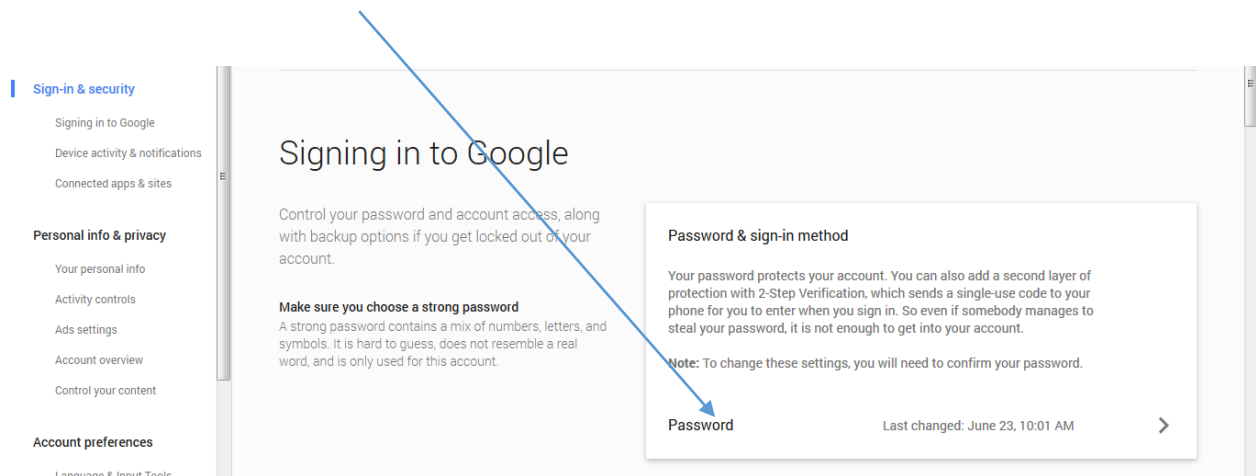 Sign-in & security
Signing in to Google
Device activity & notifications
Connected apps & sites
Personal info & privacy
Your personal info
Activity controls
Ads settings
Account overview
Control your content
Account preferences
Language & Input Tools
Signing in to Google
Control your password and account access, along
with backup options if you get locked out of your
account.
Make sure you choose a strong password
A strong password contains a mix of numbers, letters, and
symbols. It is hard to guess, does not resemble a real
word, and is only used for this account.
Password & sign-in method
Your password protects your account. You can also add a second layer of
protection with 2-Step Verification, which sends a single-use code to your
phone for you to enter when you sign in. So even if somebody manages to
steal your password, it is not enough to get into your account.
Note: To change these settings, you will need to confirm your password.
Password Last changed: June 23, 10:01 AM